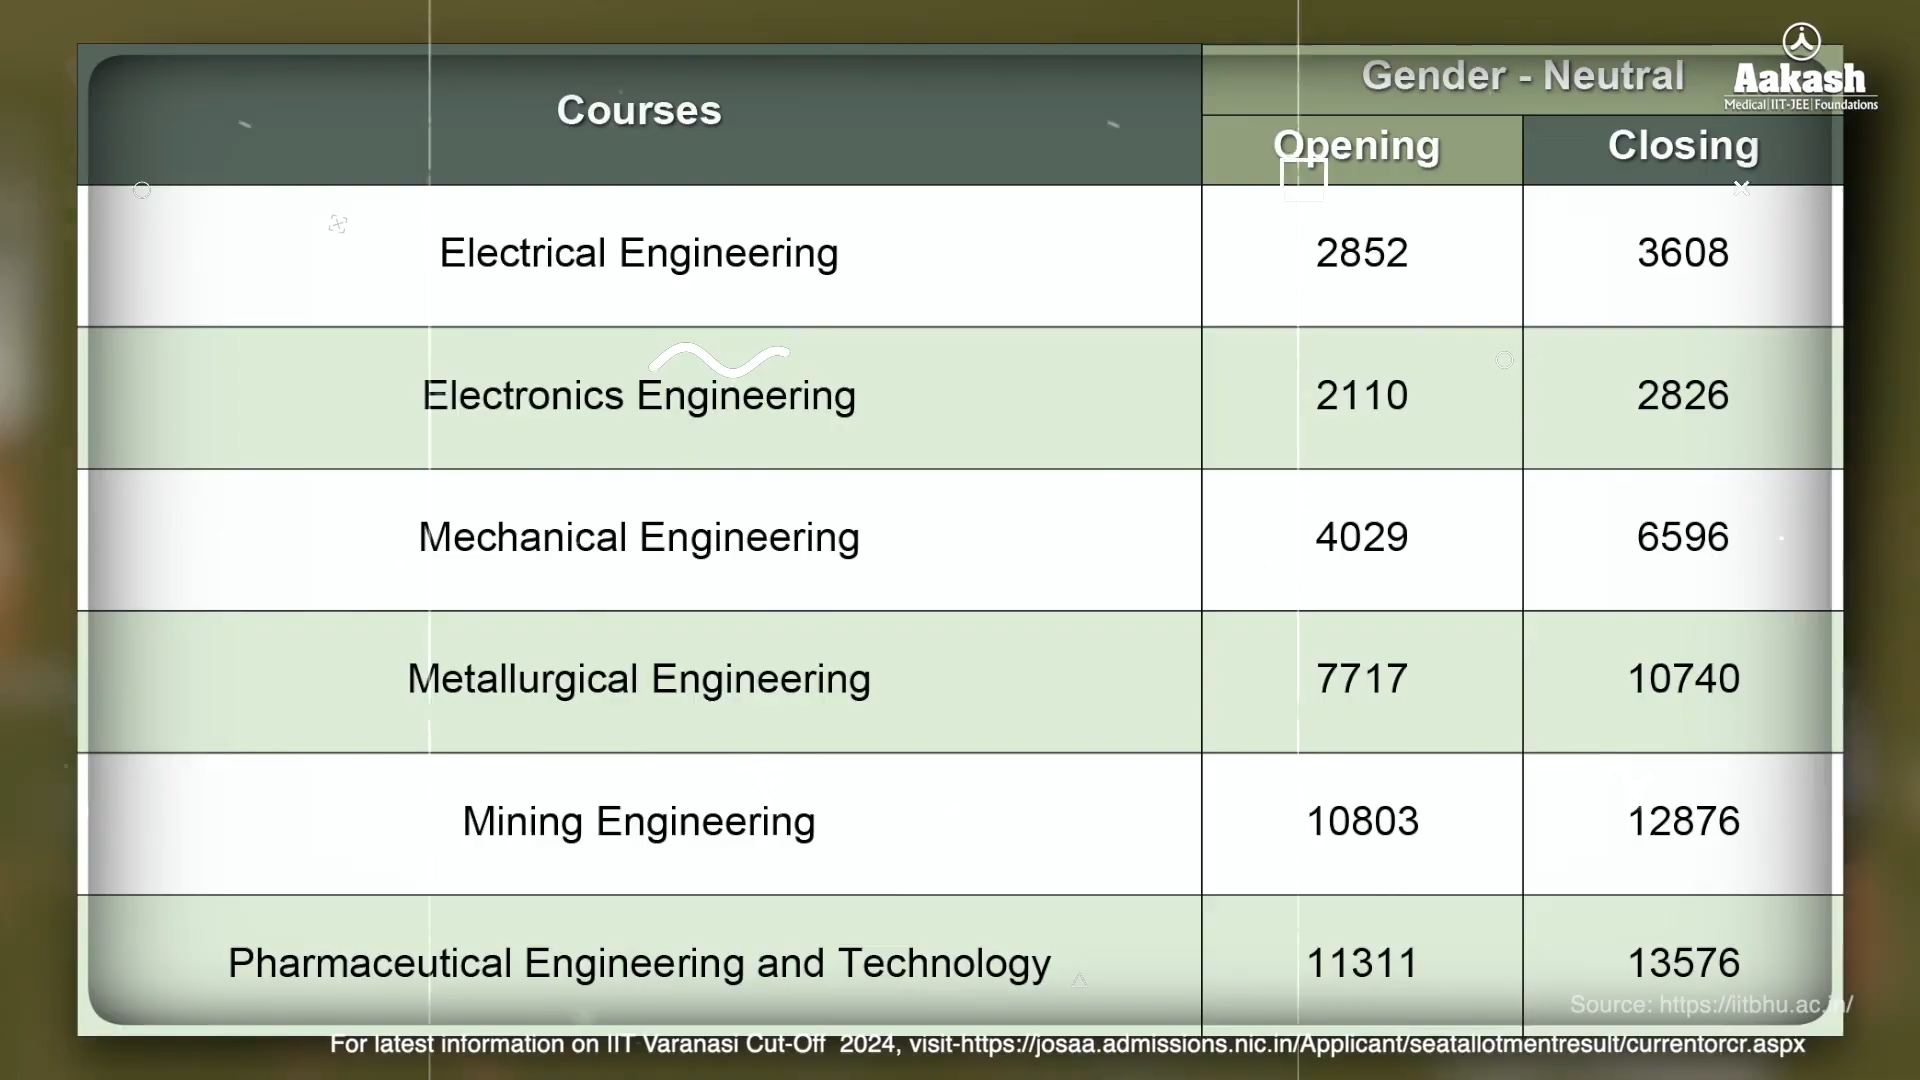 Aakash
Medical|IIT-JEE|Foundations
Courses
Gender - Neutral
Opening
Closing
Electrical Engineering 2852 3608
Electronics Engineering 2110 2826
Mechanical Engineering 4029 6596
Metallurgical Engineering 7717 10740
Mining Engineering 10803 12876
Pharmaceutical Engineering and Technology 11311 13576
Source: https://iitbhu.ac.in/
For latest information on IIT Varanasi Cut-Off 2024, visit-https://josaa.admissions.nic.in/Applicant/seatallotmentresult/currentorcr.aspx